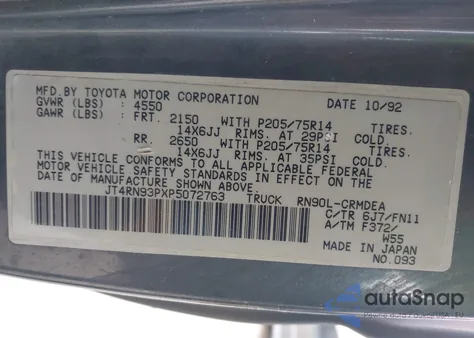 MFD.BY TOYOTA MOTOR CORPORATION DATE 10/92
GVWR (LBS) : 4550
GAWR (LBS) : FRT. 2150 WITH P205/75R14 TIRES.
14X6JJ RIMS. AT 29PSI COLD.
RR. 2650 WITH P205/75R14 TIRES.
14X6JJ RIMS. AT 35PSI COLD.
THIS VEHICLE CONFORMS TO ALL APPLICABLE FEDERAL
MOTOR VEHICLE SAFETY STANDARDS IN EFFECT ON THE
DATE OF MANUFACTURE SHOWN ABOVE.
JT4RN93PXP5072763 TRUCK RN90L-CRMDEA
C/TR 6J7/FN11
A/TM F372/
W55
MADE IN JAPAN
NO.093
autoSnap